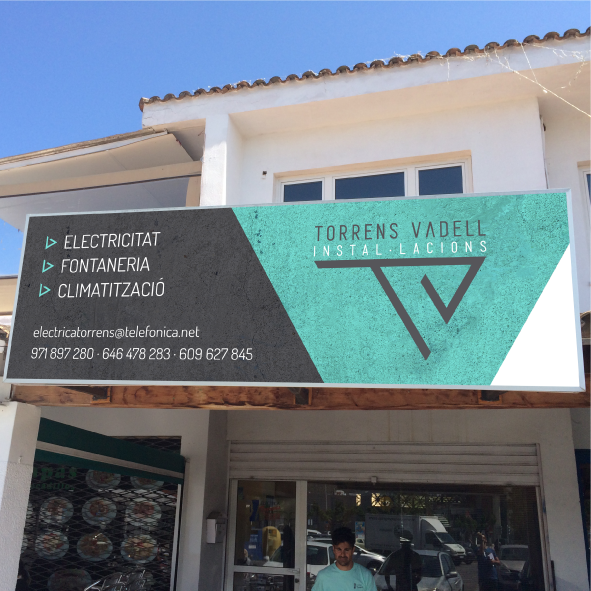 ELECTRICITAT
FONTANERIA
CLIMATITZACIÓ
electricatorrens@telefonica.net
971 897 280 · 646 478 283 · 609 627 845
TORRENS VADELL
INSTAL·LACIONS